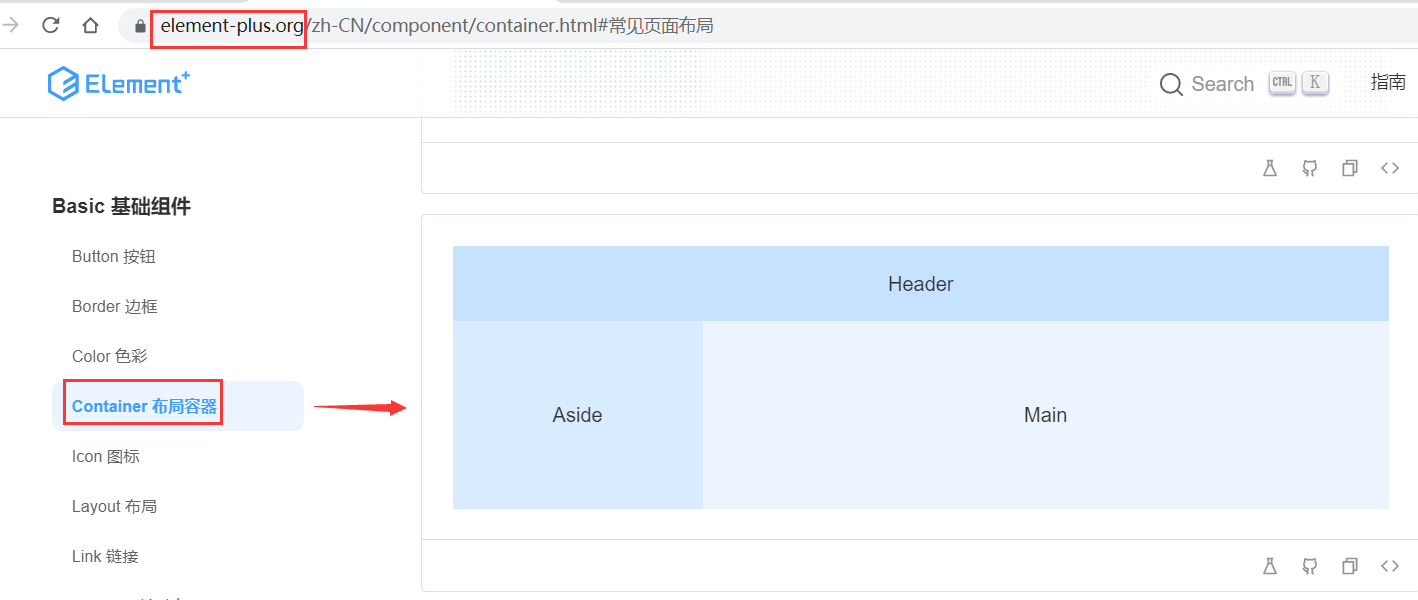 element-plus.org/zh-CN/component/container.html#常见页面布局
Element+
Search CTRL K 指南
Basic 基础组件
Button 按钮
Border 边框
Color 色彩
Container 布局容器
Icon 图标
Layout 布局
Link 链接
Header
Aside
Main